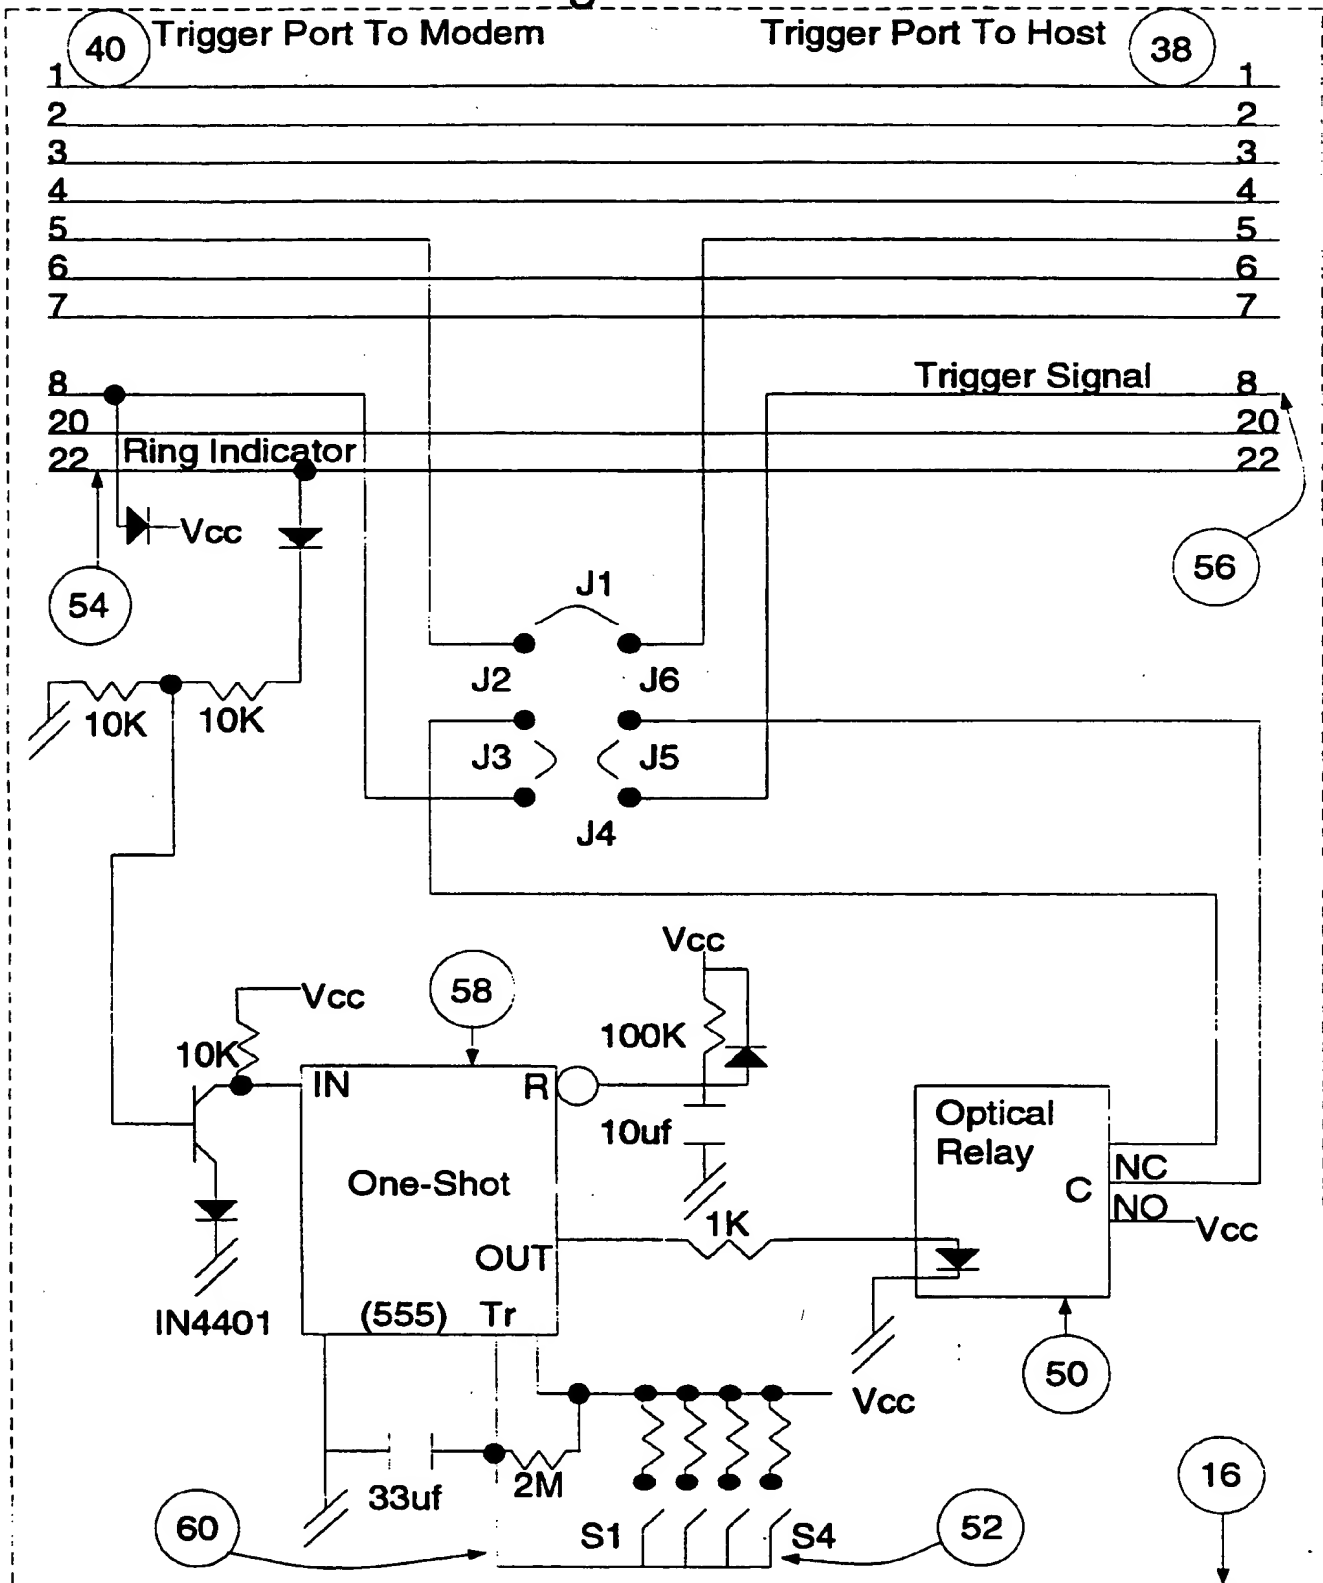 40 Trigger Port To Modem Trigger Port To Host 38
1 1
2 2
3 3
4 4
5 5
6 6
7 7
8 Trigger Signal 8
20 20
22 Ring Indicator 22
Vcc
54
56
J1
J2 J6
10K 10K
J3 J5
J4
Vcc
58
Vcc
10K
100K
IN R
10uf
Optical
Relay
One-Shot
C
NC
NO
Vcc
1K
OUT
IN4401
(555) Tr
50
Vcc
33uf 2M
16
60
S1 S4
52